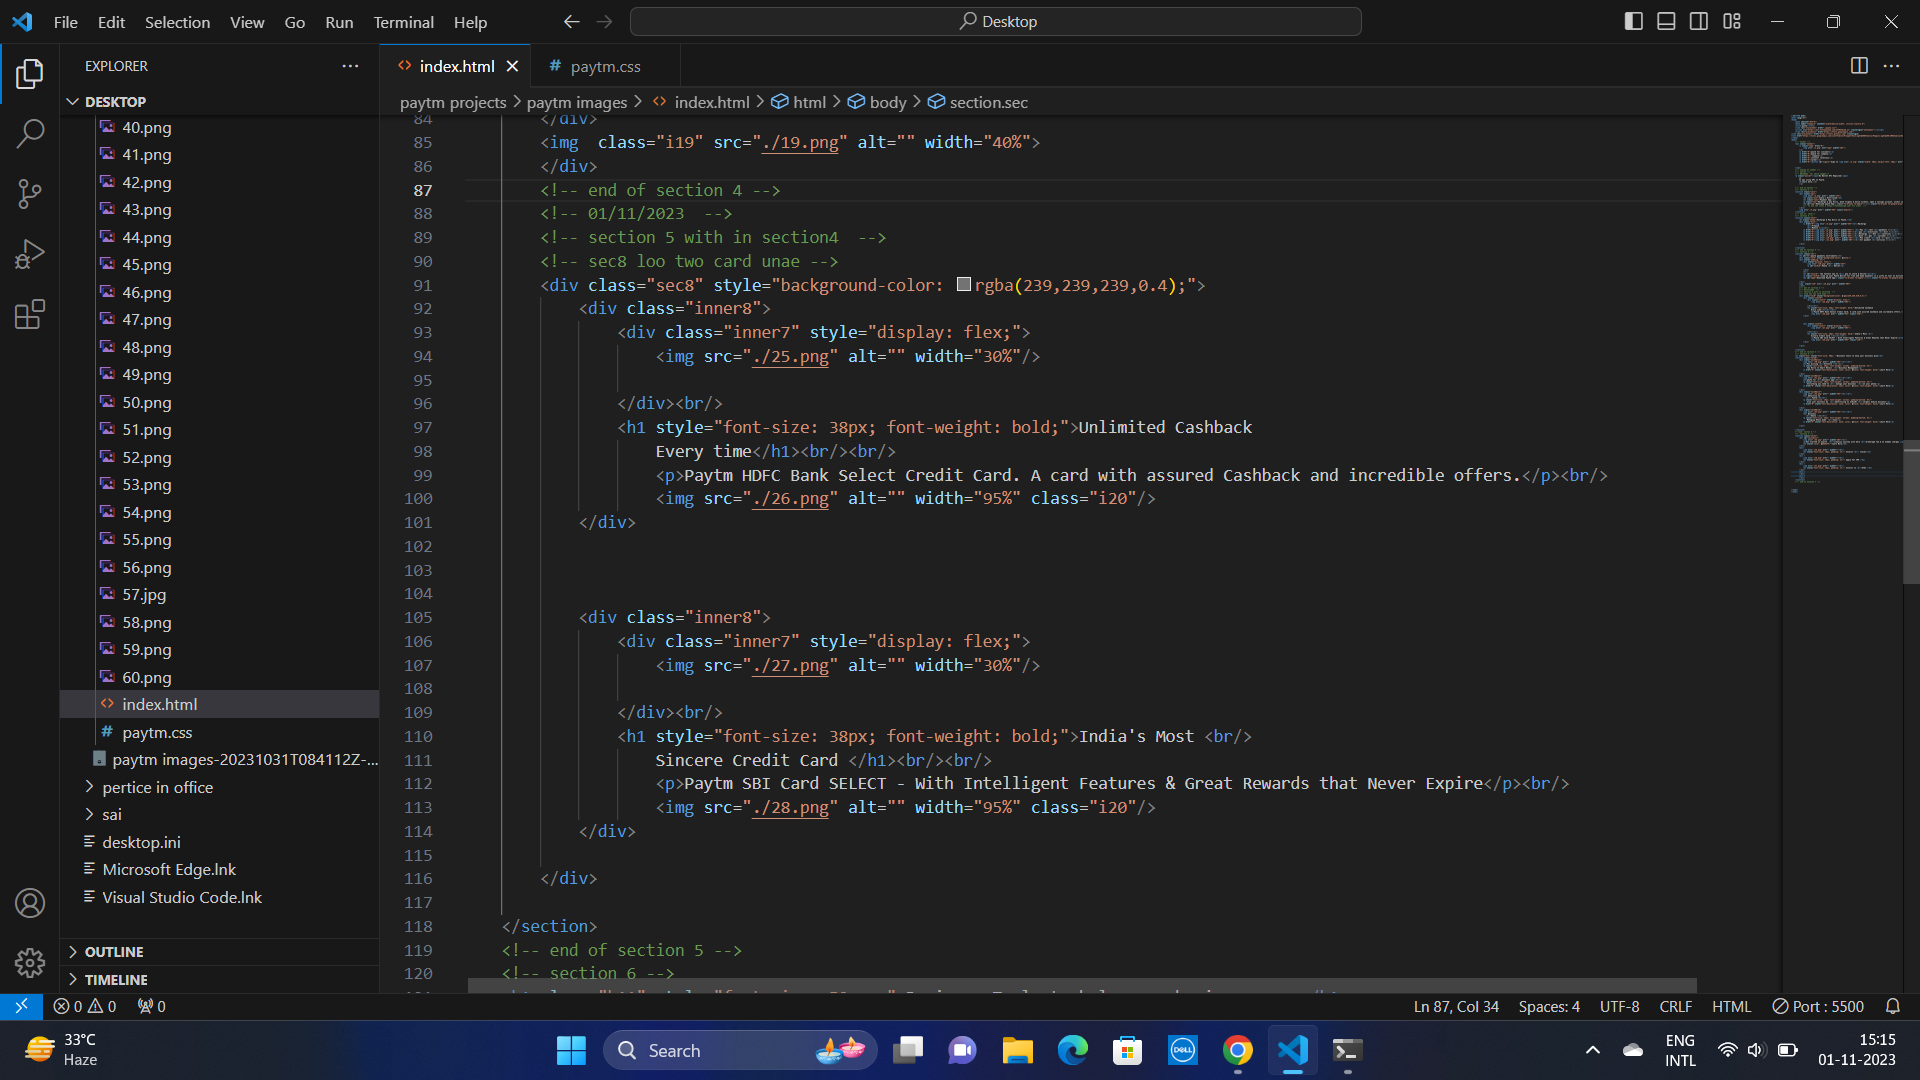 File Edit Selection View Go Run Terminal Help
Desktop
EXPLORER
DESKTOP
40.png
41.png
42.png
43.png
44.png
45.png
46.png
47.png
48.png
49.png
50.png
51.png
52.png
53.png
54.png
55.png
56.png
57.jpg
58.png
59.png
60.png
index.html
paytm.css
paytm images-20231031T084112Z-...
pertice in office
sai
desktop.ini
Microsoft Edge.lnk
Visual Studio Code.lnk
OUTLINE
TIMELINE
index.html
paytm.css
paytm projects > paytm images > index.html > html > body > section.sec
84 </div>
85 <img  class="i19" src="./19.png" alt="" width="40%">
86 </div>
87 <!-- end of section 4 -->
88 <!-- 01/11/2023  -->
89 <!-- section 5 with in section4  -->
90 <!-- sec8 loo two card unae -->
91 <div class="sec8" style="background-color: rgba(239,239,239,0.4);">
92 <div class="inner8">
93 <div class="inner7" style="display: flex;">
94 <img src="./25.png" alt="" width="30%"/>
95
96 </div><br/>
97 <h1 style="font-size: 38px; font-weight: bold;">Unlimited Cashback
98 Every time</h1><br/><br/>
99 <p>Paytm HDFC Bank Select Credit Card. A card with assured Cashback and incredible offers.</p><br/>
100 <img src="./26.png" alt="" width="95%" class="i20"/>
101 </div>
102
103
104
105 <div class="inner8">
106 <div class="inner7" style="display: flex;">
107 <img src="./27.png" alt="" width="30%"/>
108
109 </div><br/>
110 <h1 style="font-size: 38px; font-weight: bold;">India's Most <br/>
111 Sincere Credit Card </h1><br/><br/>
112 <p>Paytm SBI Card SELECT - With Intelligent Features & Great Rewards that Never Expire</p><br/>
113 <img src="./28.png" alt="" width="95%" class="i20"/>
114 </div>
115
116 </div>
117
118 </section>
119 <!-- end of section 5 -->
120 <!-- section 6 -->
0 0 0
Ln 87, Col 34 Spaces: 4 UTF-8 CRLF HTML Port : 5500
33°C
Haze
Search
DELL
ENG
INTL
15:15
01-11-2023